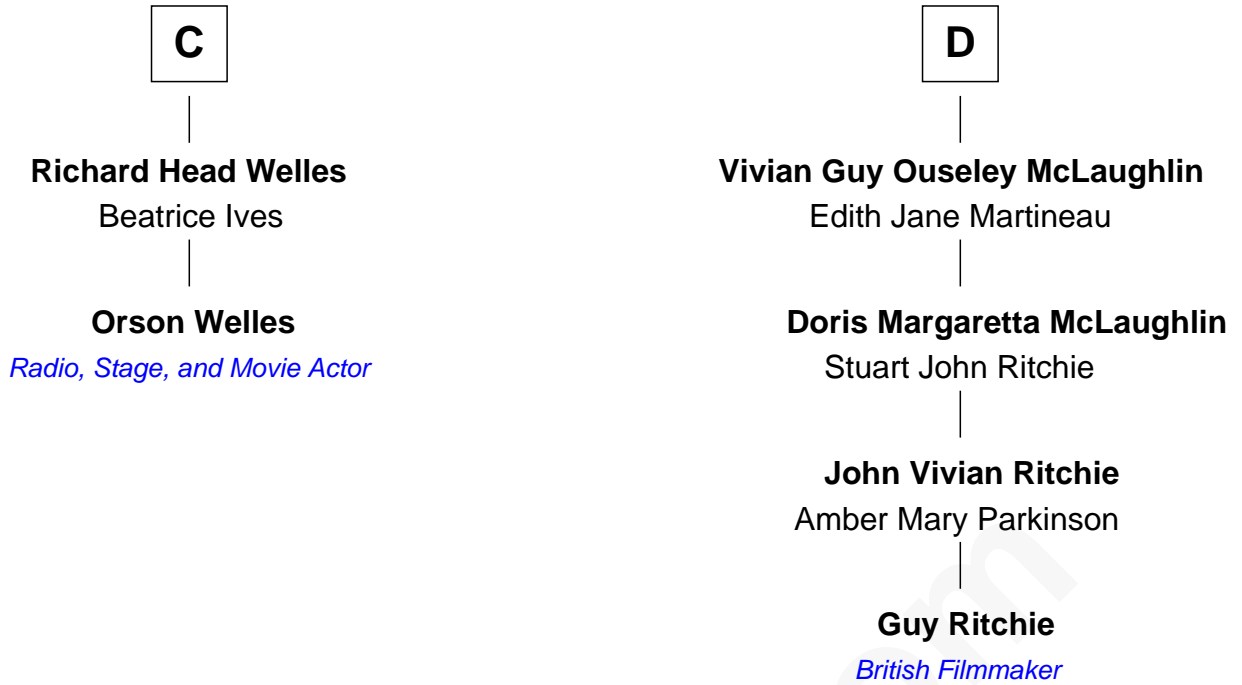 C
Richard Head Welles
Beatrice Ives
Orson Welles
Radio, Stage, and Movie Actor
D
Vivian Guy Ouseley McLaughlin
Edith Jane Martineau
Doris Margaretta McLaughlin
Stuart John Ritchie
John Vivian Ritchie
Amber Mary Parkinson
Guy Ritchie
British Filmmaker